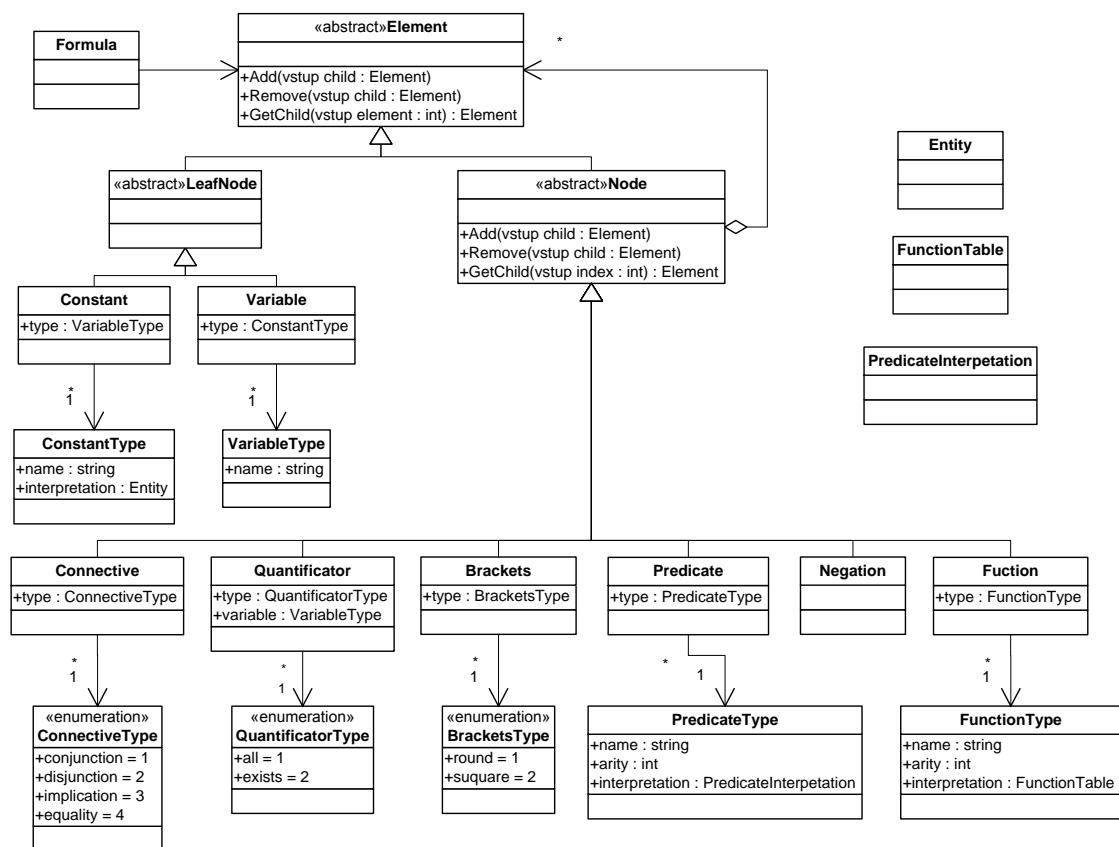 «abstract»Element
*
Formula
+Add(vstup child : Element)
+Remove(vstup child : Element)
+GetChild(vstup element : int) : Element
Entity
«abstract»LeafNode
«abstract»Node
+Add(vstup child : Element)
+Remove(vstup child : Element)
+GetChild(vstup index : int) : Element
FunctionTable
Constant
+type : VariableType
Variable
+type : ConstantType
PredicateInterpetation
*
1
*
1
ConstantType
+name : string
+interpretation : Entity
VariableType
+name : string
Connective
+type : ConnectiveType
Quantificator
+type : QuantificatorType
+variable : VariableType
Brackets
+type : BracketsType
Predicate
+type : PredicateType
Negation
Fuction
+type : FunctionType
*
1
*
1
*
1
*
1
*
1
«enumeration»
ConnectiveType
+conjunction = 1
+disjunction = 2
+implication = 3
+equality = 4
«enumeration»
QuantificatorType
+all = 1
+exists = 2
«enumeration»
BracketsType
+round = 1
+suquare = 2
PredicateType
+name : string
+arity : int
+interpretation : PredicateInterpetation
FunctionType
+name : string
+arity : int
+interpretation : FunctionTable